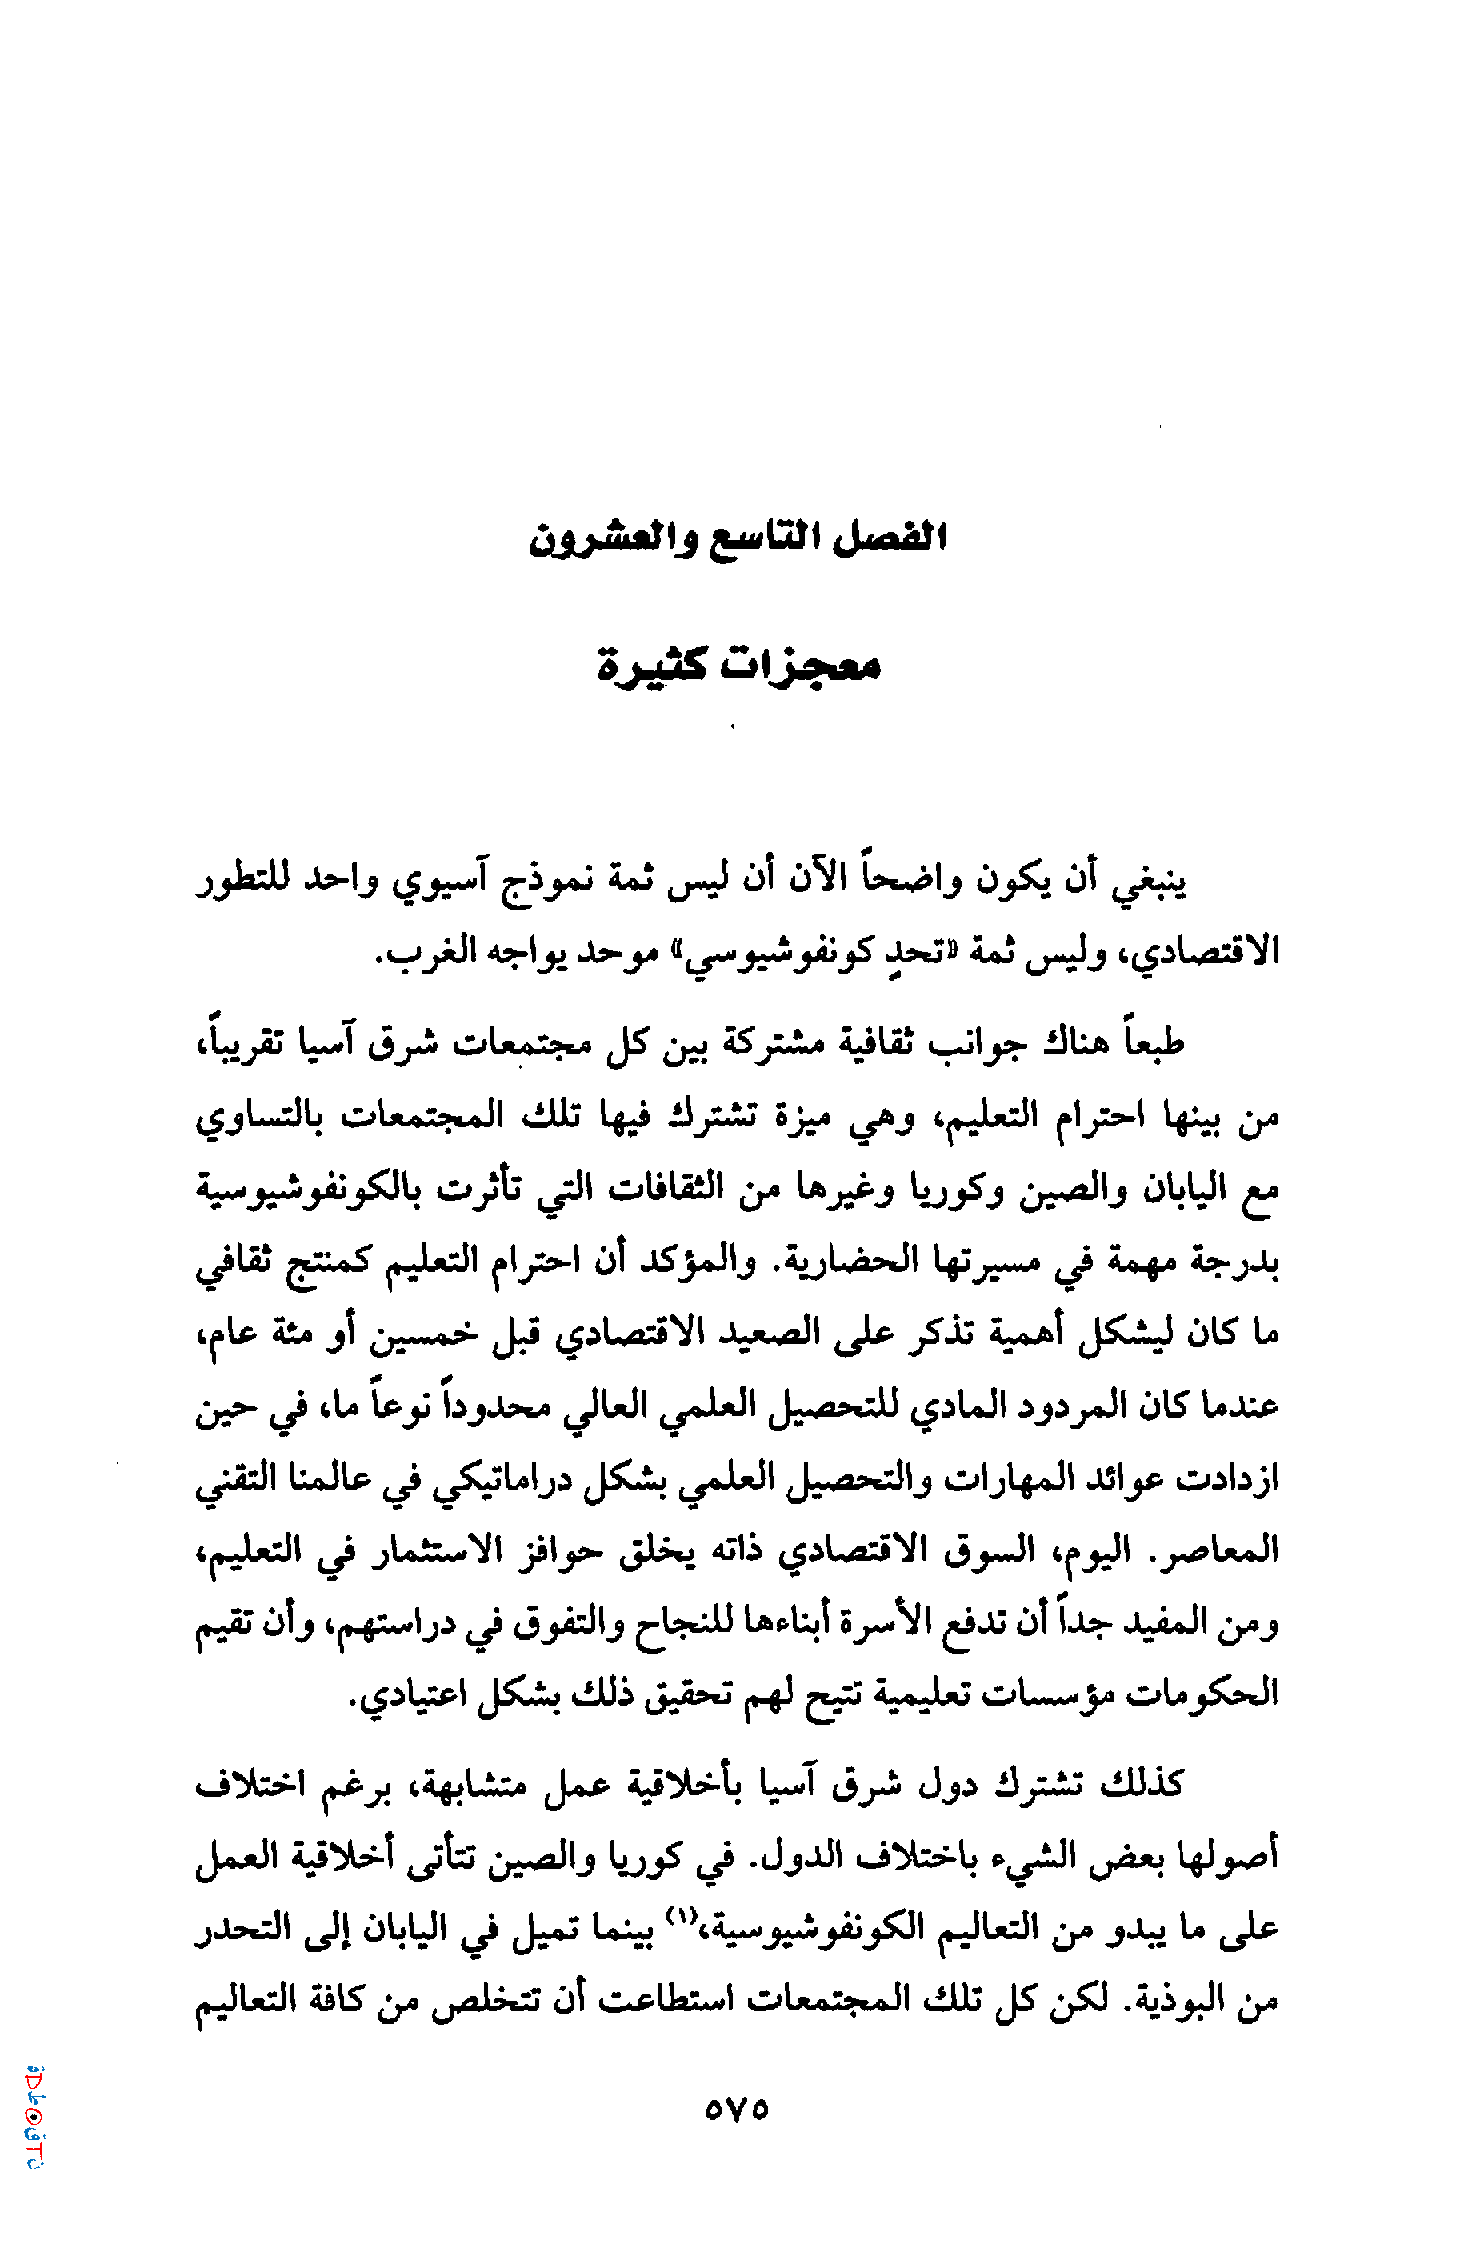 الفصل التاسع والعشرون
معجزات كثيرة
ينبغي أن يكون واضحاً الآن أن ليس ثمة نموذج آسيوي واحد للتطور
الاقتصادي، وليس ثمة «تحدٍ كونفوشيوسي» موحد يواجه الغرب.
طبعاً هناك جوانب ثقافية مشتركة بين كل مجتمعات شرق آسيا تقريباً،
من بينها احترام التعليم، وهي ميزة تشترك فيها تلك المجتمعات بالتساوي
مع اليابان والصين وكوريا وغيرها من الثقافات التي تأثرت بالكونفوشيوسية
بدرجة مهمة في مسيرتها الحضارية. والمؤكد أن احترام التعليم كمنتج ثقافي
ما كان ليشكل أهمية تذكر على الصعيد الاقتصادي قبل خمسين أو مئة عام،
عندما كان المردود المادي للتحصيل العلمي العالي محدوداً نوعاً ما، في حين
ازدادت عوائد المهارات والتحصيل العلمي بشكل دراماتيكي في عالمنا التقني
المعاصر. اليوم، السوق الاقتصادي ذاته يخلق حوافز الاستثمار في التعليم،
ومن المفيد جداً أن تدفع الأسرة أبناءها للنجاح والتفوق في دراستهم، وأن تقيم
الحكومات مؤسسات تعليمية تتيح لهم تحقيق ذلك بشكل اعتيادي.
كذلك تشترك دول شرق آسيا بأخلاقية عمل متشابهة، برغم اختلاف
أصولها بعض الشيء باختلاف الدول. في كوريا والصين تتأتى أخلاقية العمل
على ما يبدو من التعاليم الكونفوشيوسية،(١) بينما تميل في اليابان إلى التحدر
من البوذية. لكن كل تلك المجتمعات استطاعت أن تتخلص من كافة التعاليم
٥٧٥